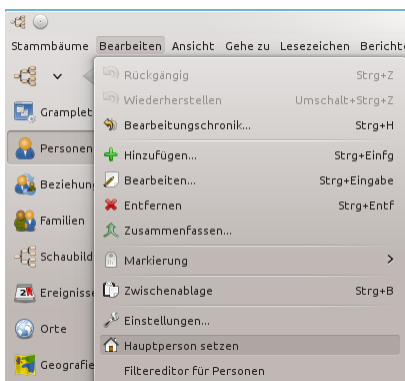 Stammbäume Bearbeiten Ansicht Gehe zu Lesezeichen Berichte
Rückgängig Strg+Z
Wiederherstellen Umschalt+Strg+Z
Gramplet
Bearbeitungschronik... Strg+H
Personen
Hinzufügen... Strg+Einfg
Bearbeiten... Strg+Eingabe
Beziehun
Entfernen Strg+Entf
Familien
Zusammenfassen...
Schaubild
Markierung
Ereignisse
Zwischenablage Strg+B
Einstellungen...
Orte
Hauptperson setzen
Geografie
Filtereditor für Personen